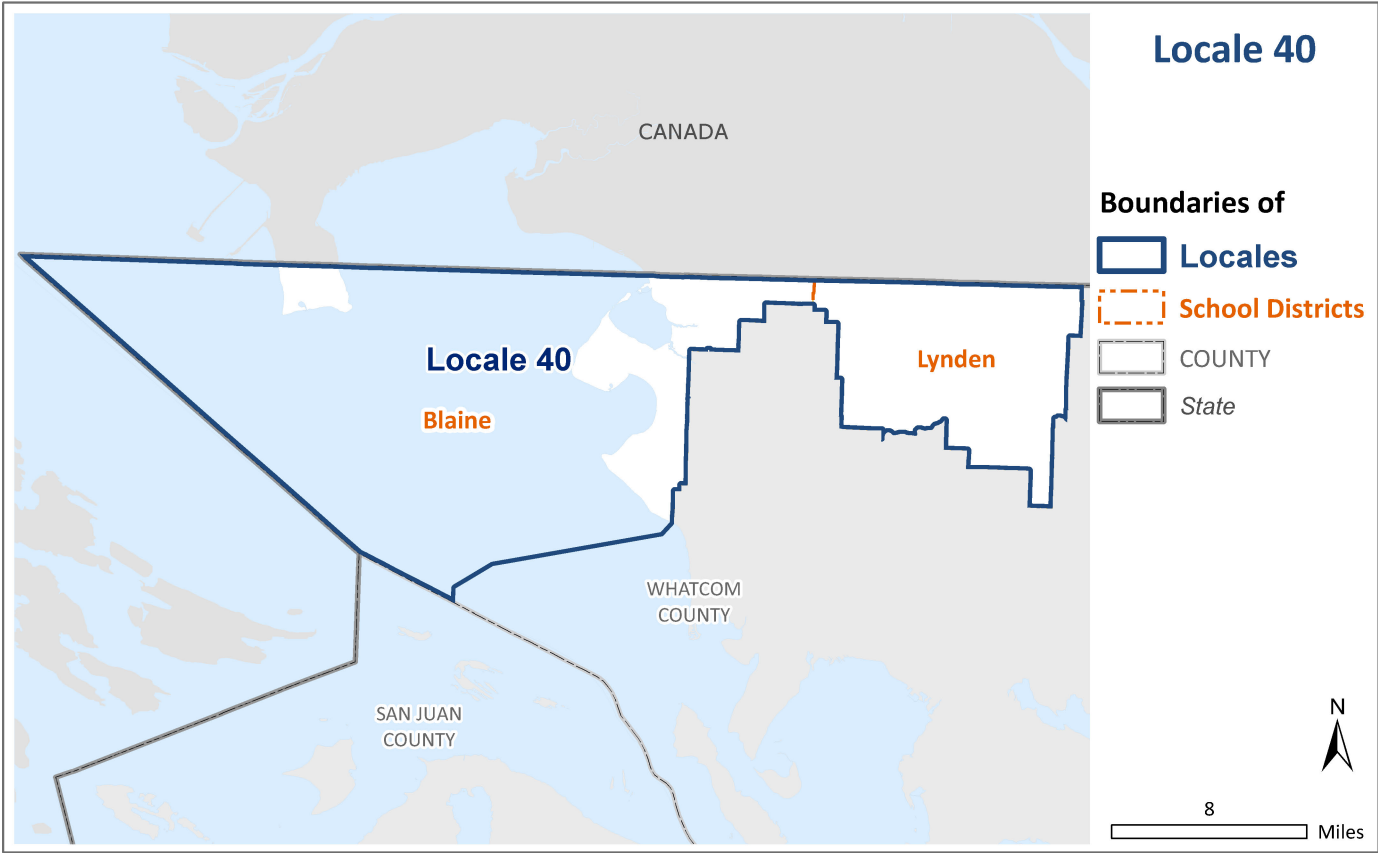 Locale 40
CANADA
Boundaries of
Locales
School Districts
COUNTY
State
Locale 40
Blaine
Lynden
WHATCOM
COUNTY
SAN JUAN
COUNTY
N
8
Miles